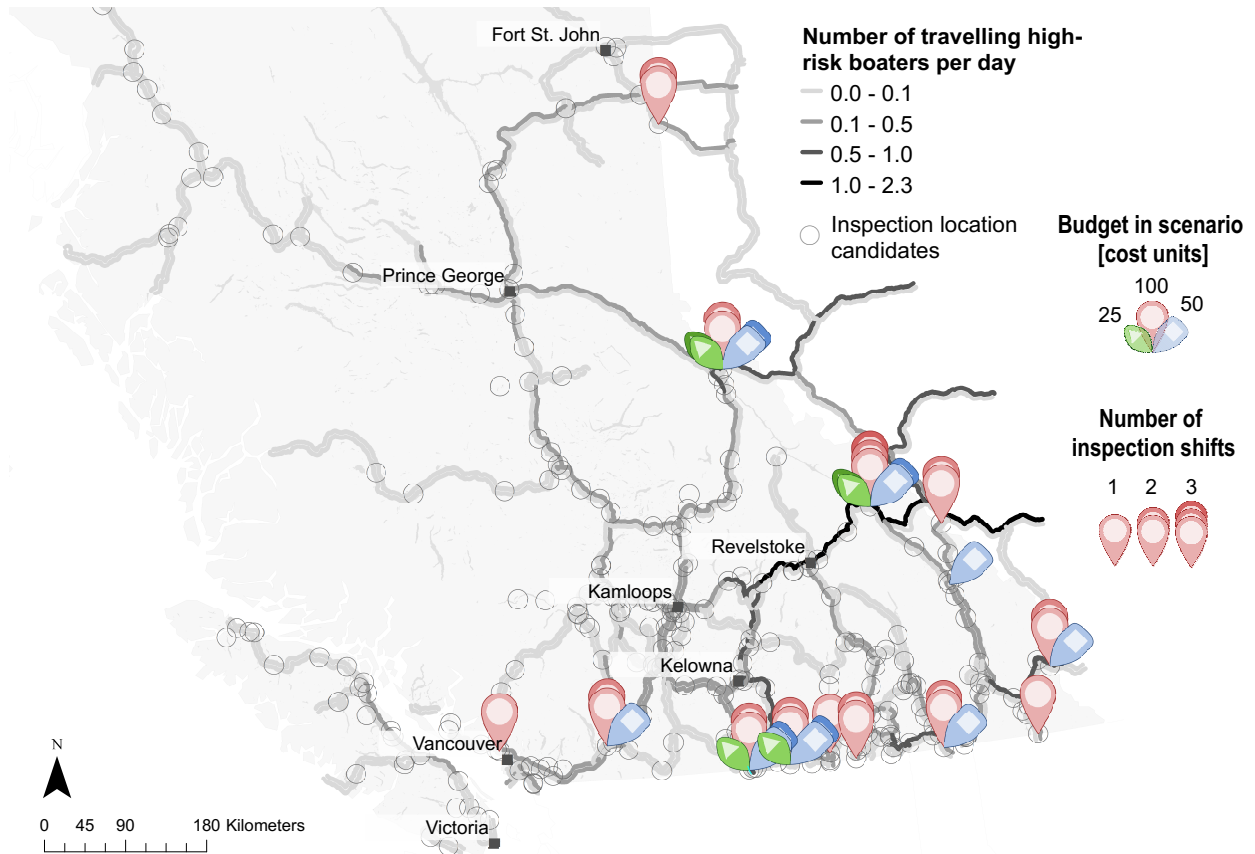 Fort St. John
Number of travelling high-
risk boaters per day
0.0 - 0.1
0.1 - 0.5
0.5 - 1.0
1.0 - 2.3
Inspection location
candidates
Budget in scenario
[cost units]
100
25
50
Prince George
Number of
inspection shifts
1 2 3
Revelstoke
Kamloops
Kelowna
Vancouver
N
0 45 90 180 Kilometers
Victoria